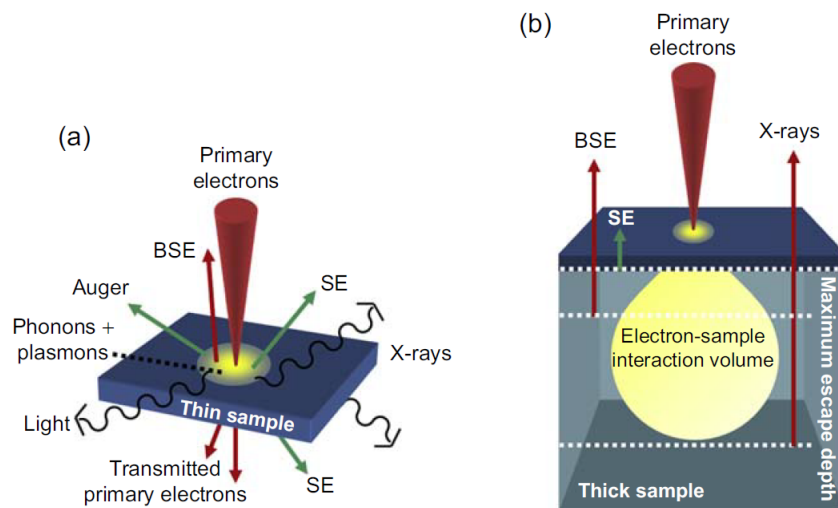 (a)
Primary
electrons
BSE
SE
Auger
Phonons +
plasmons
X-rays
Thin sample
Light
Transmitted
primary electrons
SE
(b)
Primary
electrons
BSE
X-rays
SE
Electron-sample
interaction volume
Maximum escape depth
Thick sample